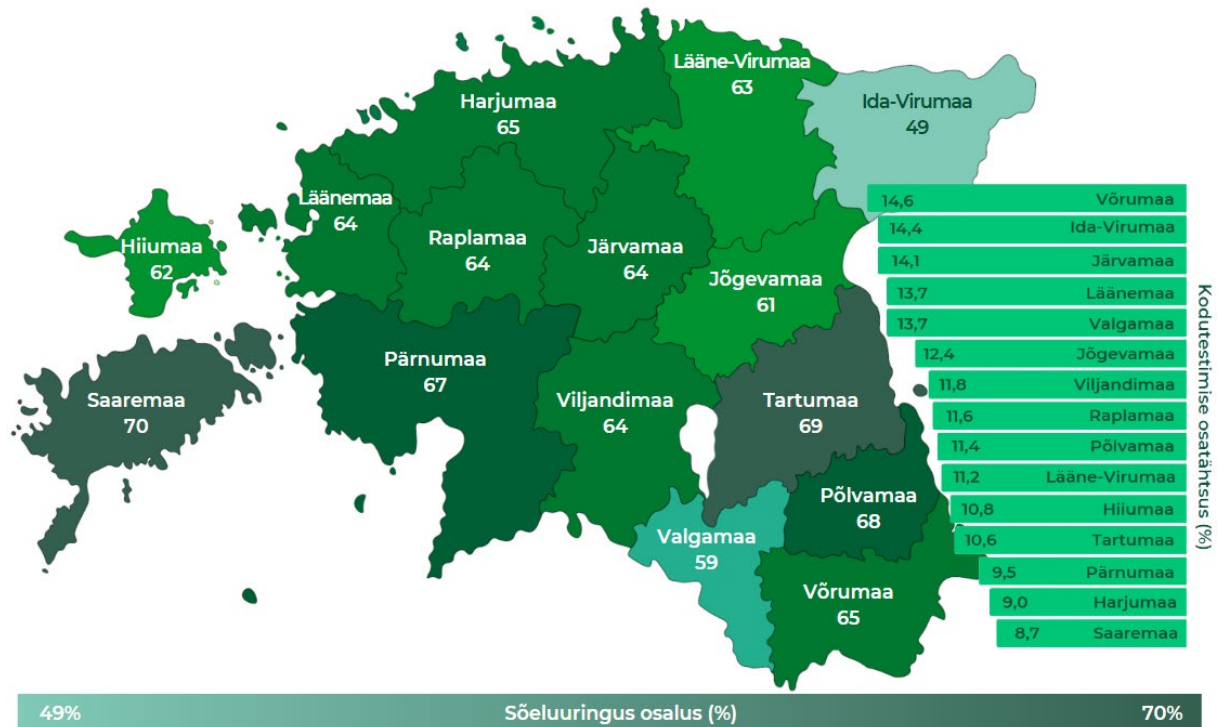 Lääne-Virumaa
63
Ida-Virumaa
49
Harjumaa
65
Läänemaa
64
Raplamaa
64
Järvamaa
64
Hiiumaa
62
Jõgevamaa
61
Pärnumaa
67
Saaremaa
70
Viljandimaa
64
Tartumaa
69
Põlvamaa
68
Valgamaa
59
Võrumaa
65
14,6 Võrumaa
14,4 Ida-Virumaa
14,1 Järvamaa
13,7 Läänemaa
13,7 Valgamaa
12,4 Jõgevamaa
11,8 Viljandimaa
11,6 Raplamaa
11,4 Põlvamaa
11,2 Lääne-Virumaa
10,8 Hiiumaa
10,6 Tartumaa
9,5 Pärnumaa
9,0 Harjumaa
8,7 Saaremaa
Kodutestimise osatähtsus (%)
49% Sõeluuringus osalus (%) 70%